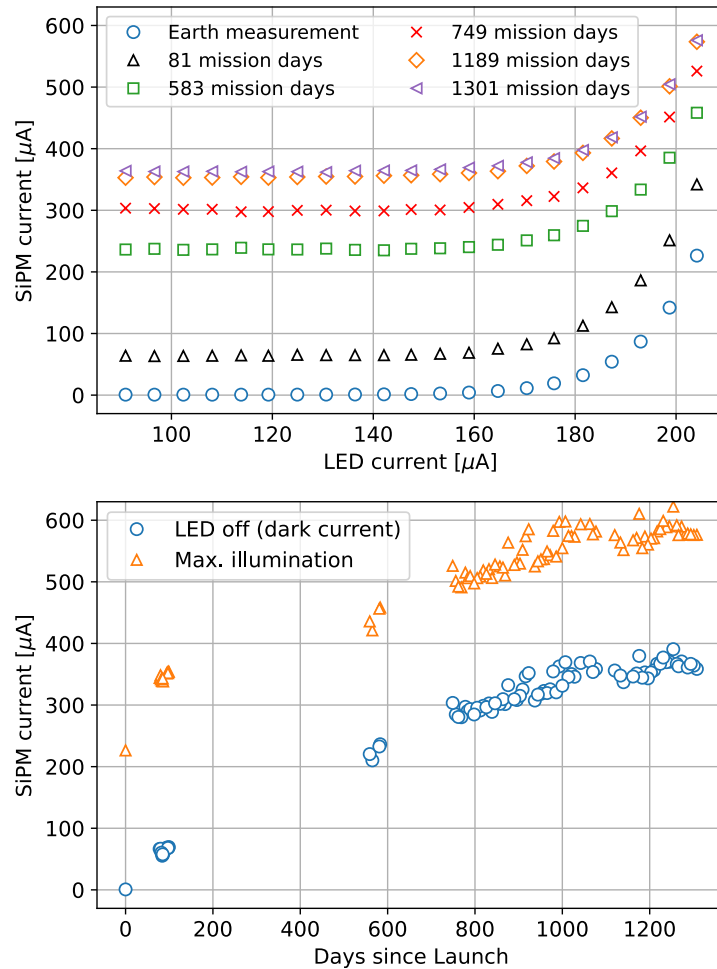 Earth measurement
81 mission days
583 mission days
749 mission days
1189 mission days
1301 mission days
600
500
400
300
200
100
0
SiPM current [μA]
100 120 140 160 180 200
LED current [μA]
LED off (dark current)
Max. illumination
600
500
400
300
200
100
0
SiPM current [μA]
0 200 400 600 800 1000 1200
Days since Launch